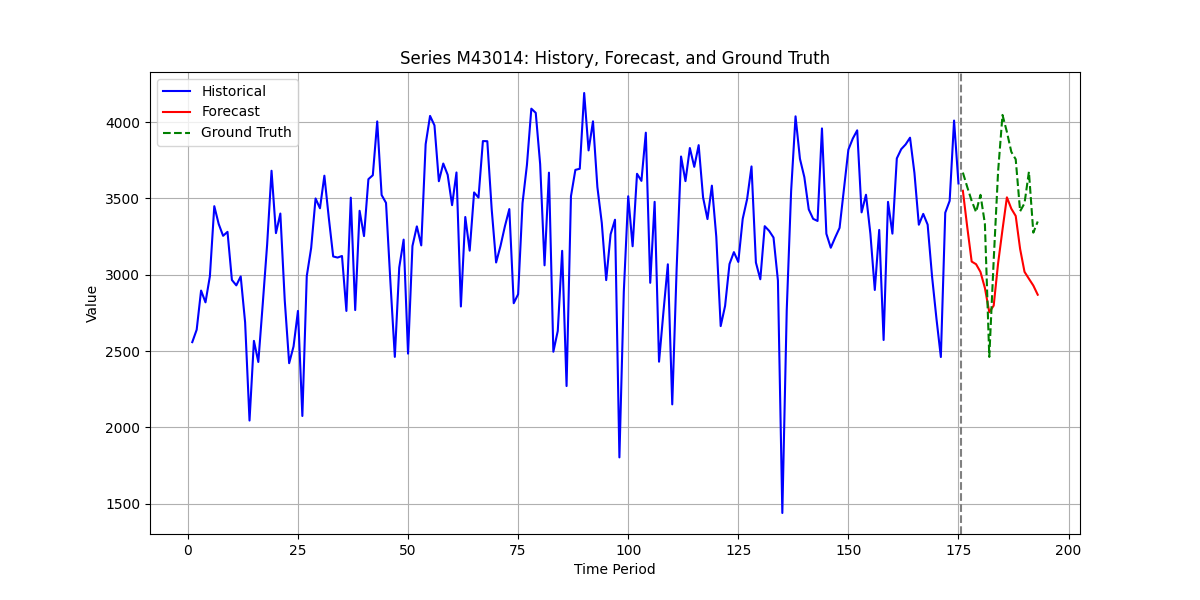 Series M43014: History, Forecast, and Ground Truth
Historical
Forecast
Ground Truth
Value
4000
3500
3000
2500
2000
1500
0 25 50 75 100 125 150 175 200
Time Period